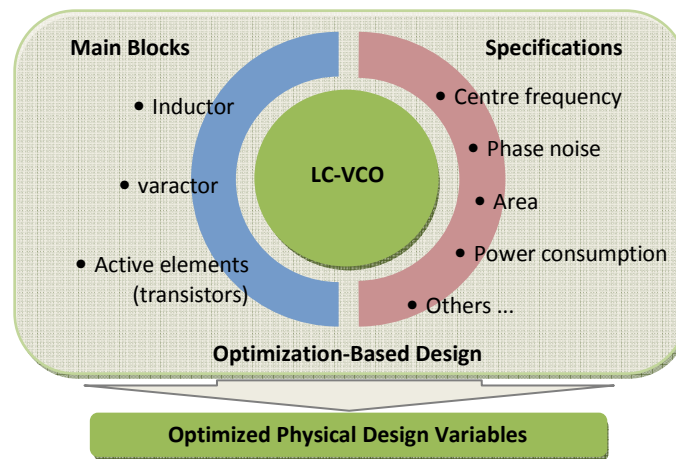 Main Blocks
Specifications
• Inductor
• varactor
• Active elements
(transistors)
LC-VCO
• Centre frequency
• Phase noise
• Area
• Power consumption
• Others ...
Optimization-Based Design
Optimized Physical Design Variables